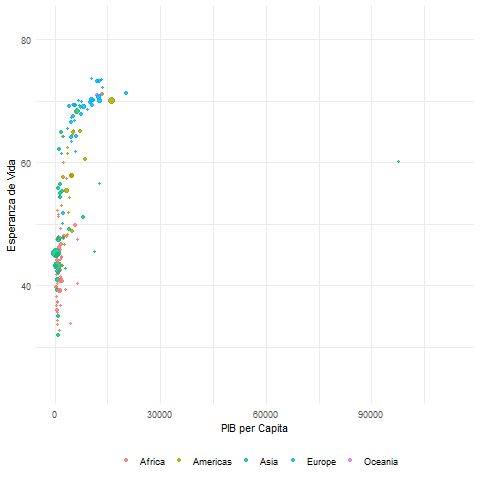 80
60
40
Esperanza de Vida
0 30000 60000 90000
PIB per Capita
Africa Americas Asia Europe Oceania